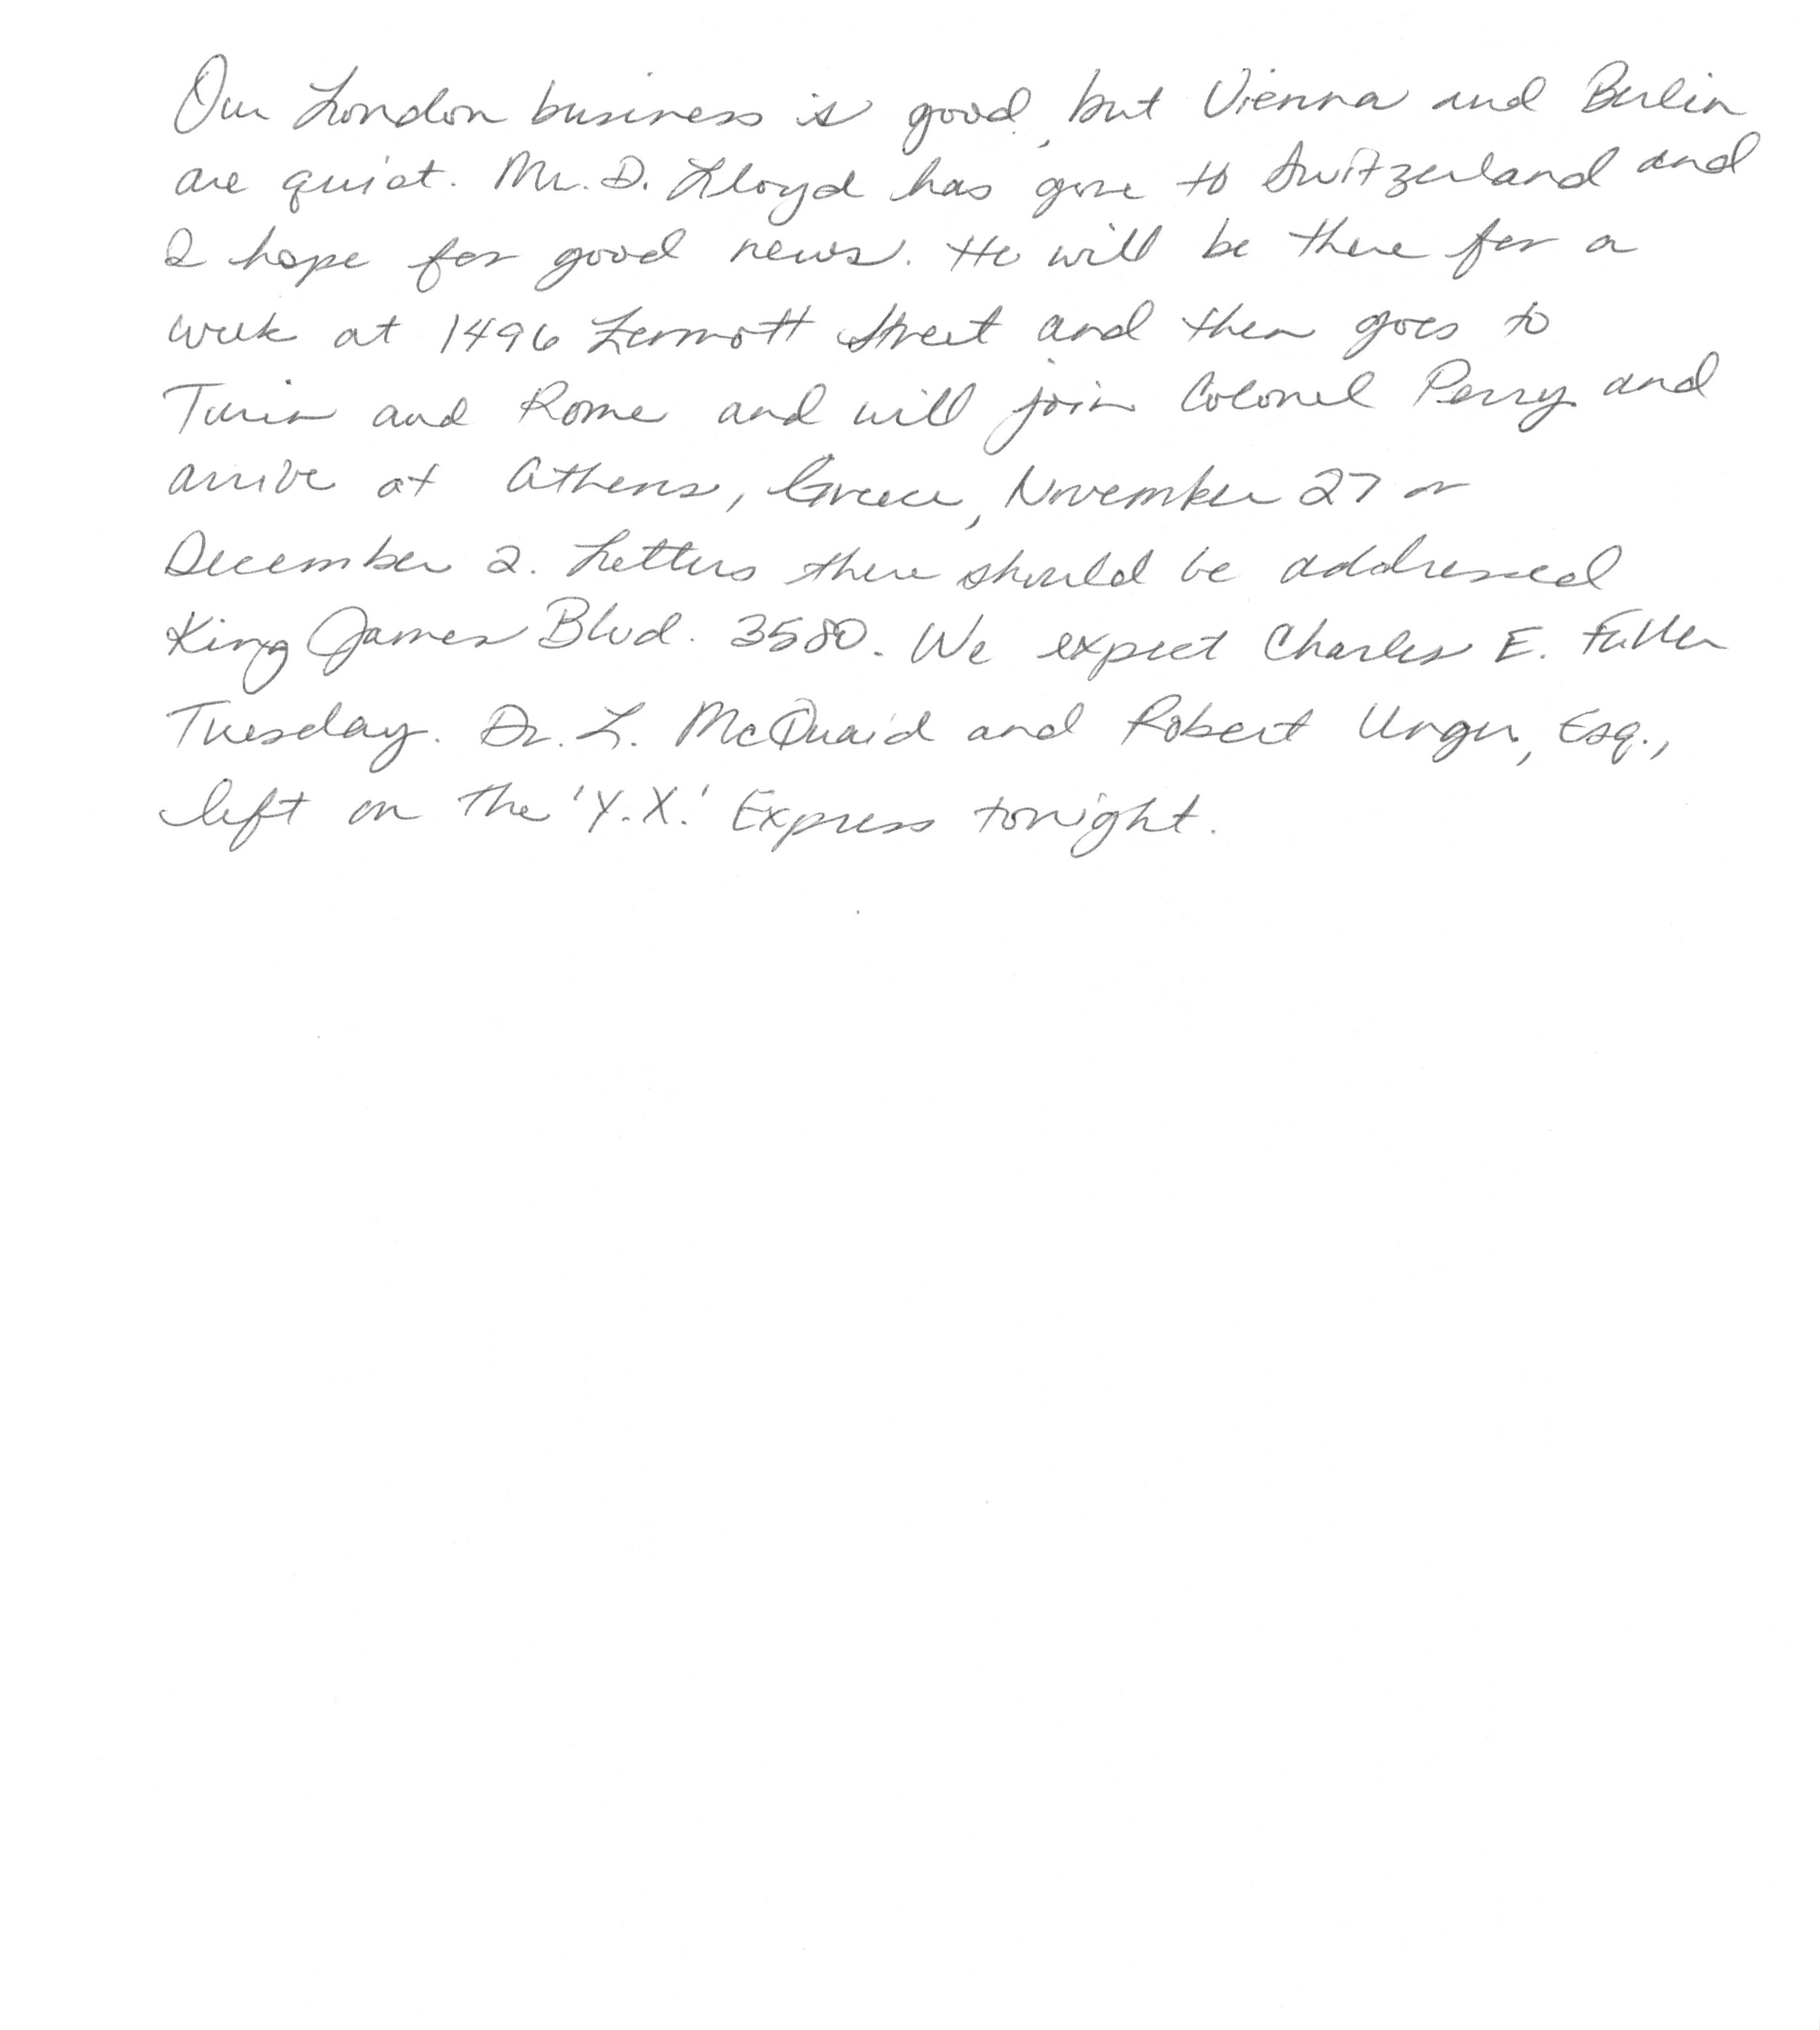 Our London business is good, but Vienna and Berlin
are quiet. Mr. D. Lloyd has gone to Switzerland and
I hope for good news. He will be there for a
week at 1496 Zermott Street and then goes to
Turin and Rome and will join Colonel Perry and
arrive at Athens, Greece, November 27 or
December 2. Letters there should be addressed
King James Blvd. 3580. We expect Charles E. Fuller
Tuesday. Dr. L. McQuaid and Robert Unger, Esq.,
left on the 'Y.X.' Express tonight.